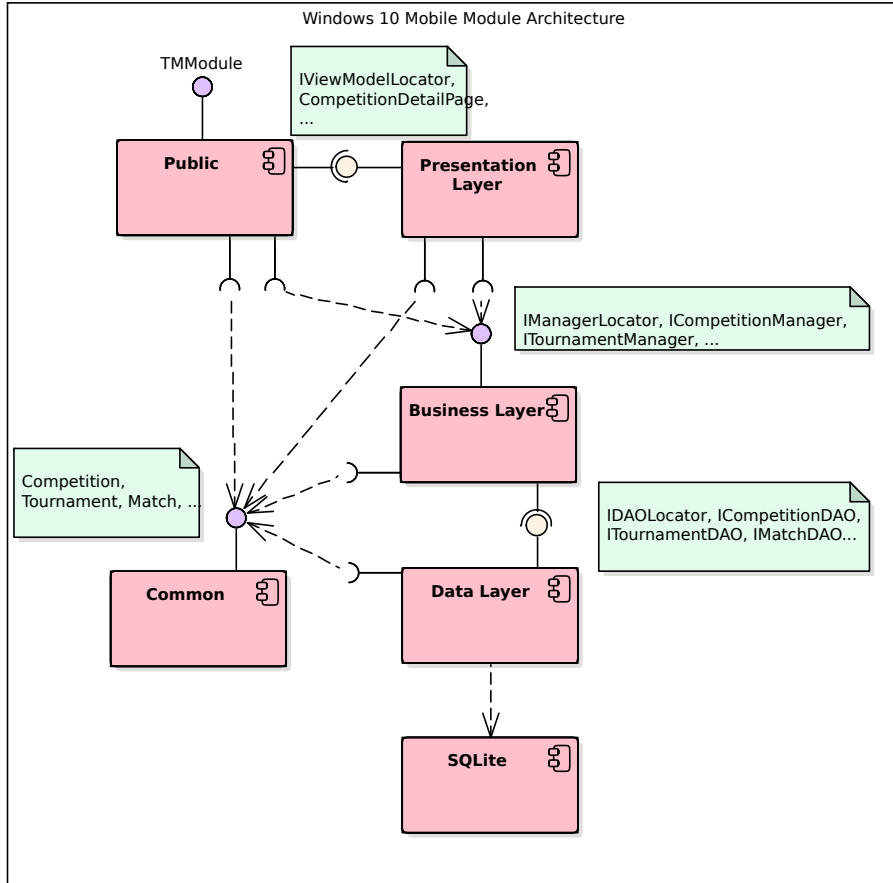 Windows 10 Mobile Module Architecture
TMModule
IViewModelLocator,
CompetitionDetailPage,
...
Public
Presentation
Layer
IManagerLocator, ICompetitionManager,
ITournamentManager, ...
Business Layer
Competition,
Tournament, Match, ...
IDAOLocator, ICompetitionDAO,
ITournamentDAO, IMatchDAO...
Common
Data Layer
SQLite